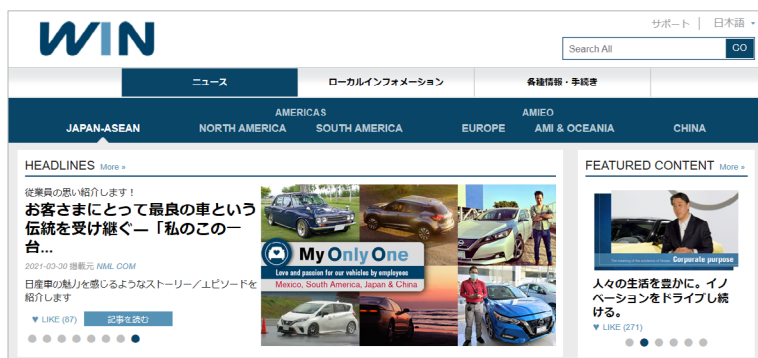 WIN
サポート | 日本語
Search All GO
ニュース ローカルインフォメーション 各種情報・手続き
AMERICAS AMIEO
JAPAN-ASEAN NORTH AMERICA SOUTH AMERICA EUROPE AMI & OCEANIA CHINA
HEADLINES More »
従業員の思い紹介します！
お客さまにとって最良の車という
伝統を受け継ぐ—「私のこの一
台...
2021-03-30 掲載元 NML COM
日産車の魅力を感じるようなストーリー／エピソードを
紹介します
LIKE (87) 記事を読む
My Only One
Love and passion for our vehicles by employees
Mexico, South America, Japan & China
FEATURED CONTENT More »
Corporate purpose
人々の生活を豊かに。イノ
ベーションをドライブし続
ける。
LIKE (271)